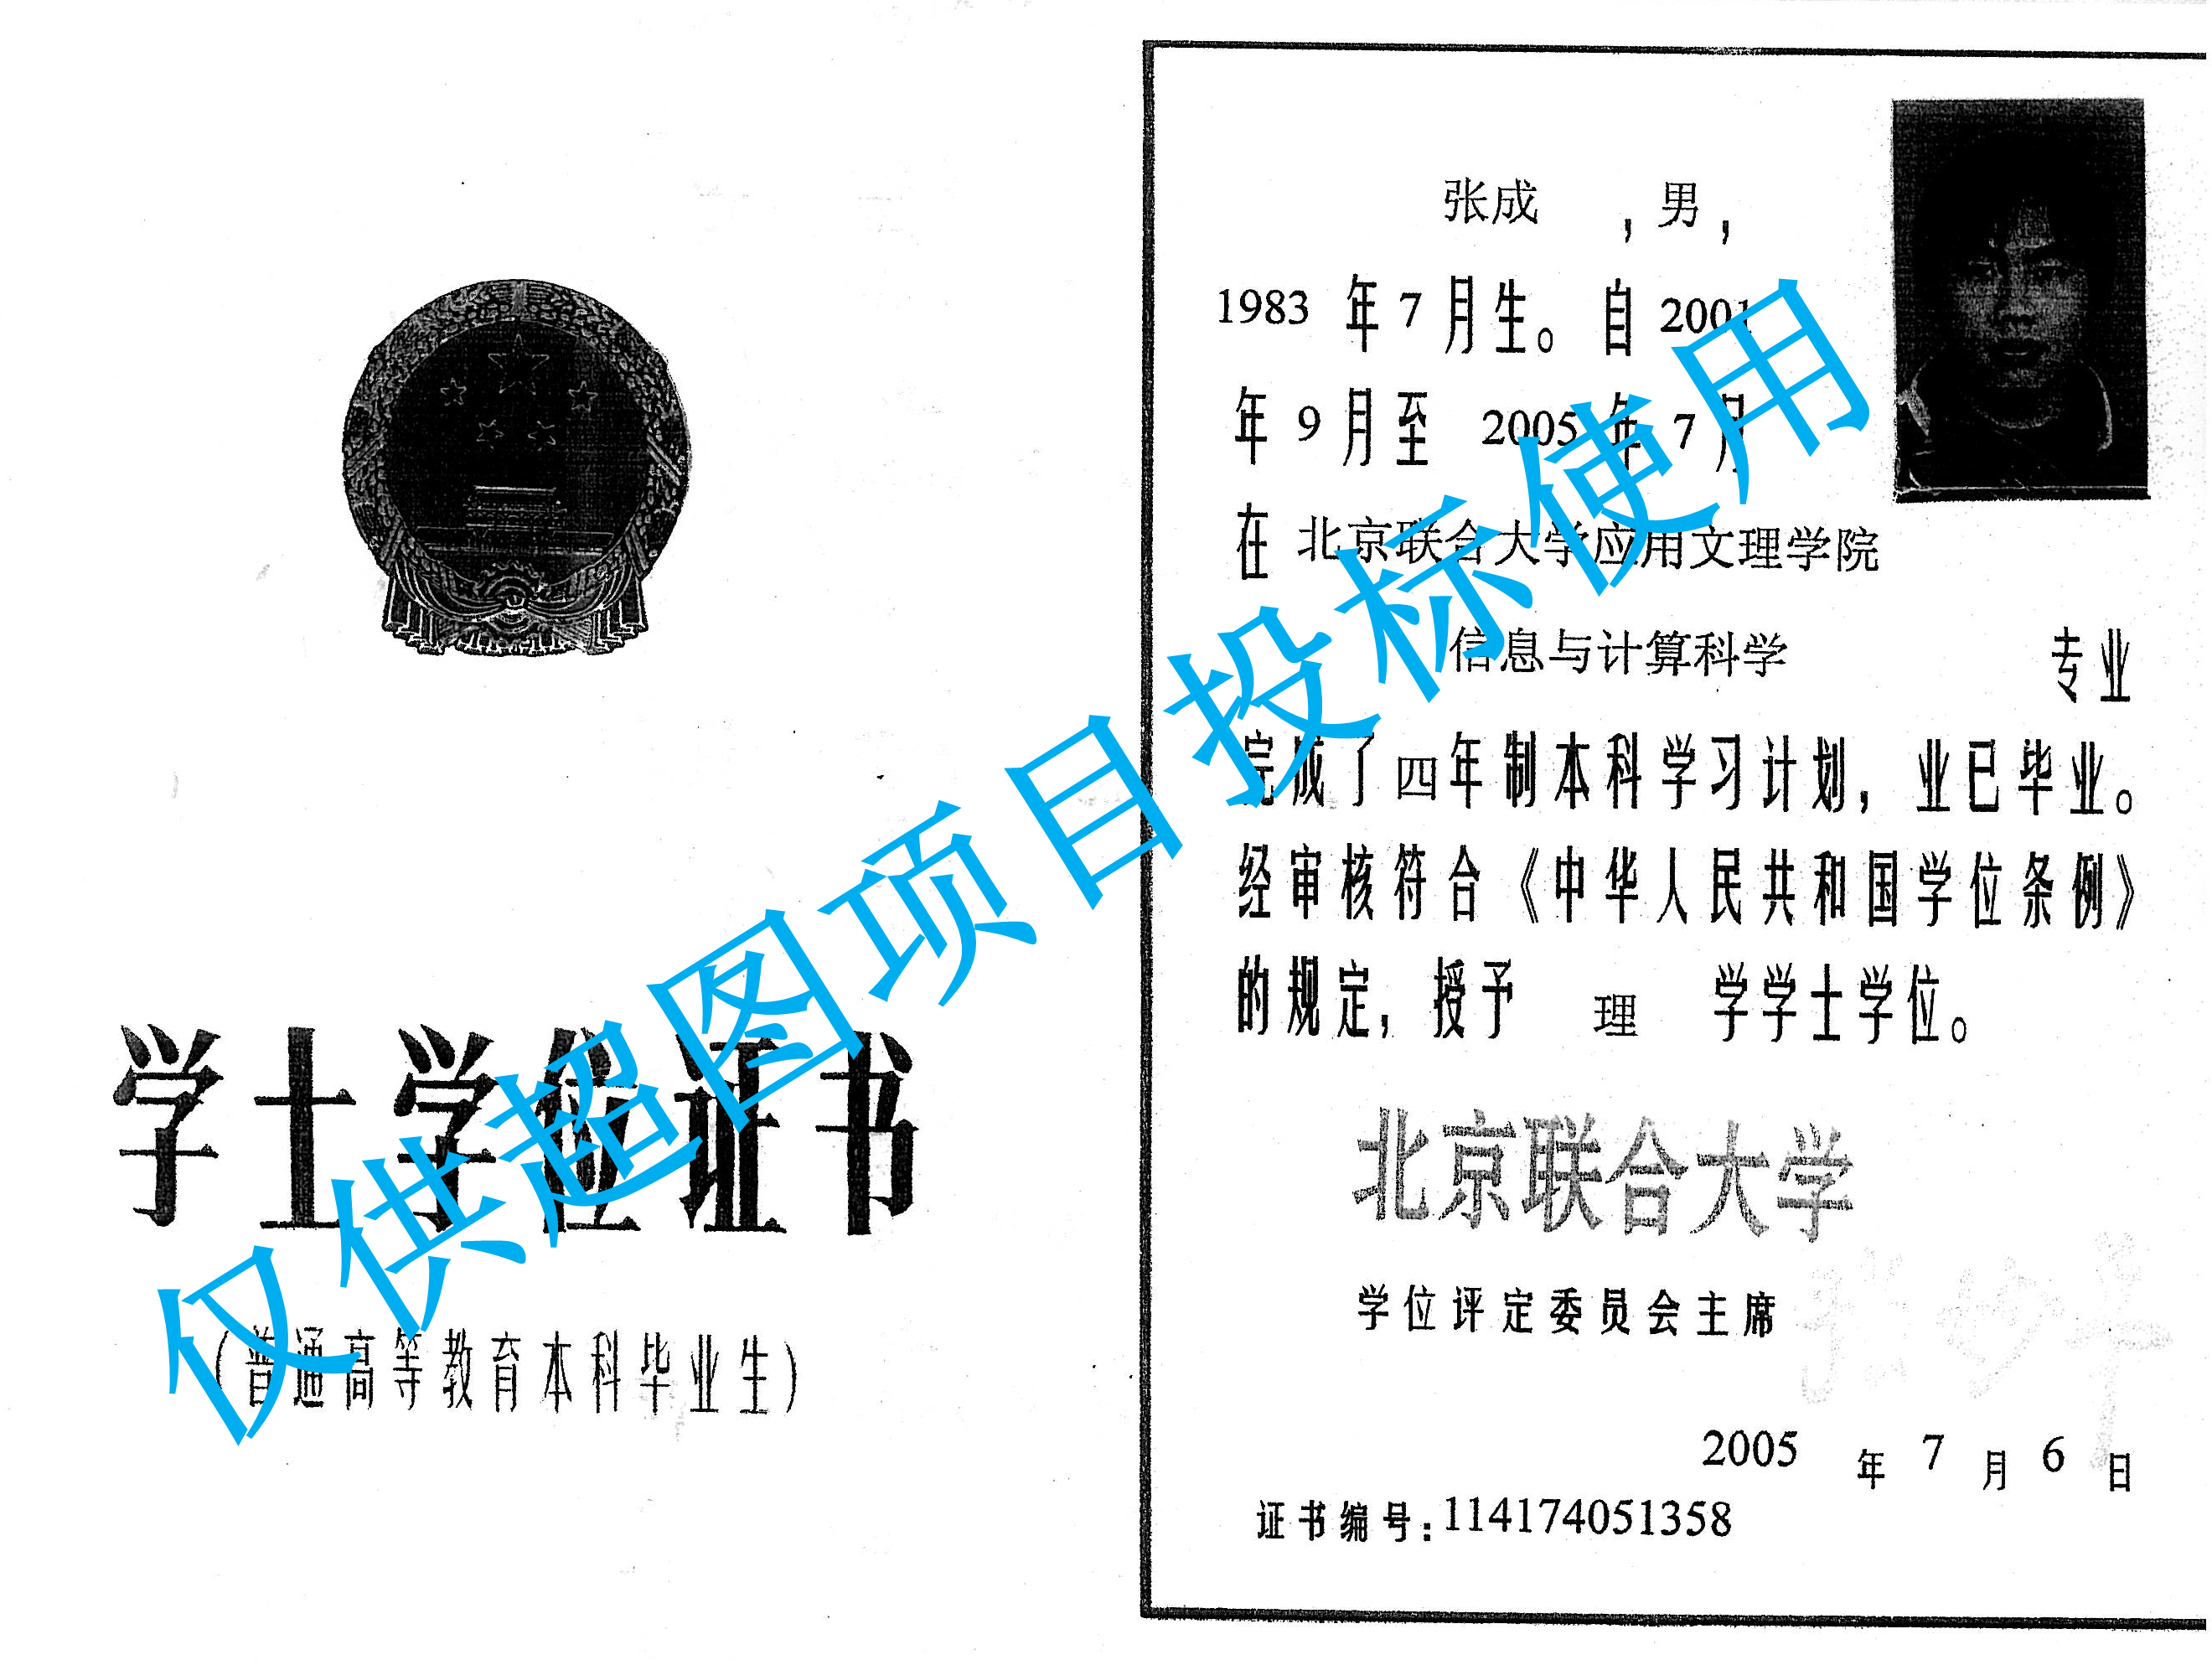 学士学位证书
(普通高等教育本科毕业生)
张成 ,男,
1983 年 7 月生。自 2001
年 9 月至 2005 年 7 月
在 北京联合大学应用文理学院
信息与计算科学 专业
完成了四年制本科学习计划,业已毕业。
经审核符合《中华人民共和国学位条例》
的规定,授予 理 学学士学位。
北京联合大学
学位评定委员会主席
2005 年 7 月 6 日
证书编号:114174051358
仅供超图项目投标使用